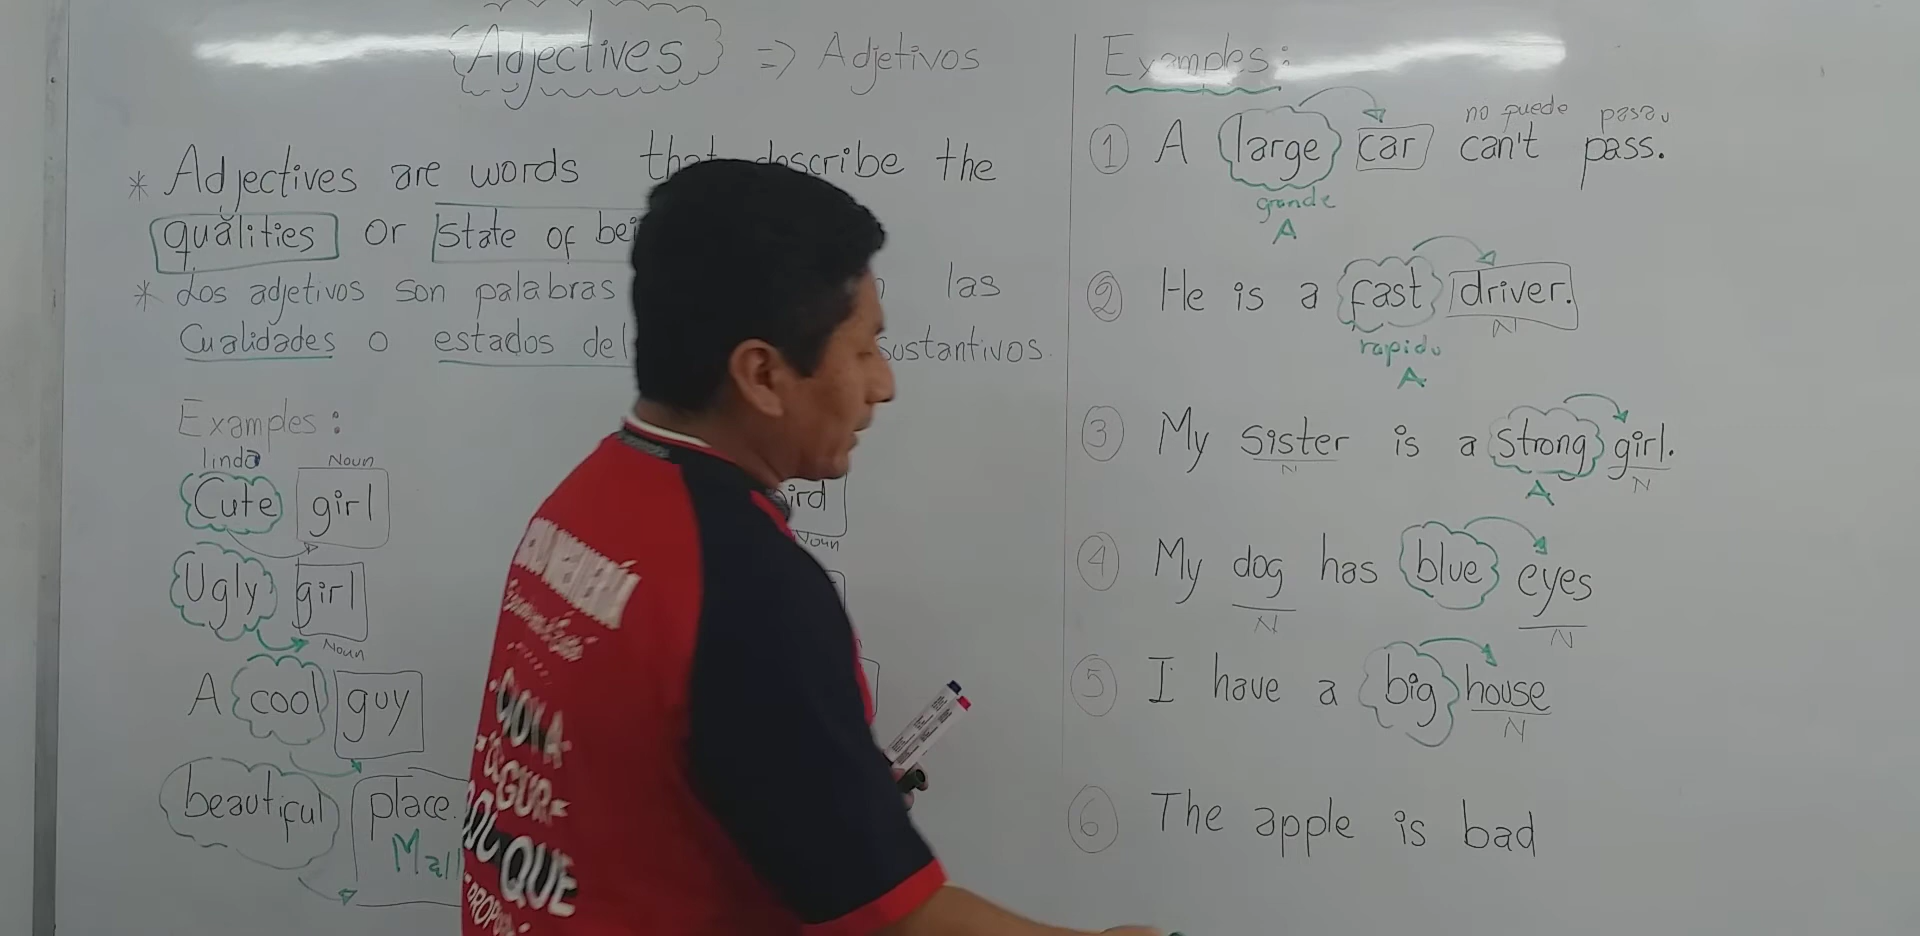 Adjectives => Adjetivos
* Adjectives are words that describe the
qualities or state of
* Los adjetivos son palabras las
Cualidades o estados del sustantivos.
Examples:
linda Noun
Cute girl
Ugly girl
Noun
A cool guy
beautiful place.
Mall
Noun
Examples:
no puede
① A large car can't pass.
grande
A
② He is a fast driver.
N
rapido
A
③ My sister is a strong girl.
N A N
④ My dog has blue eyes
N N
⑤ I have a big house
N
⑥ The apple is bad
QUE